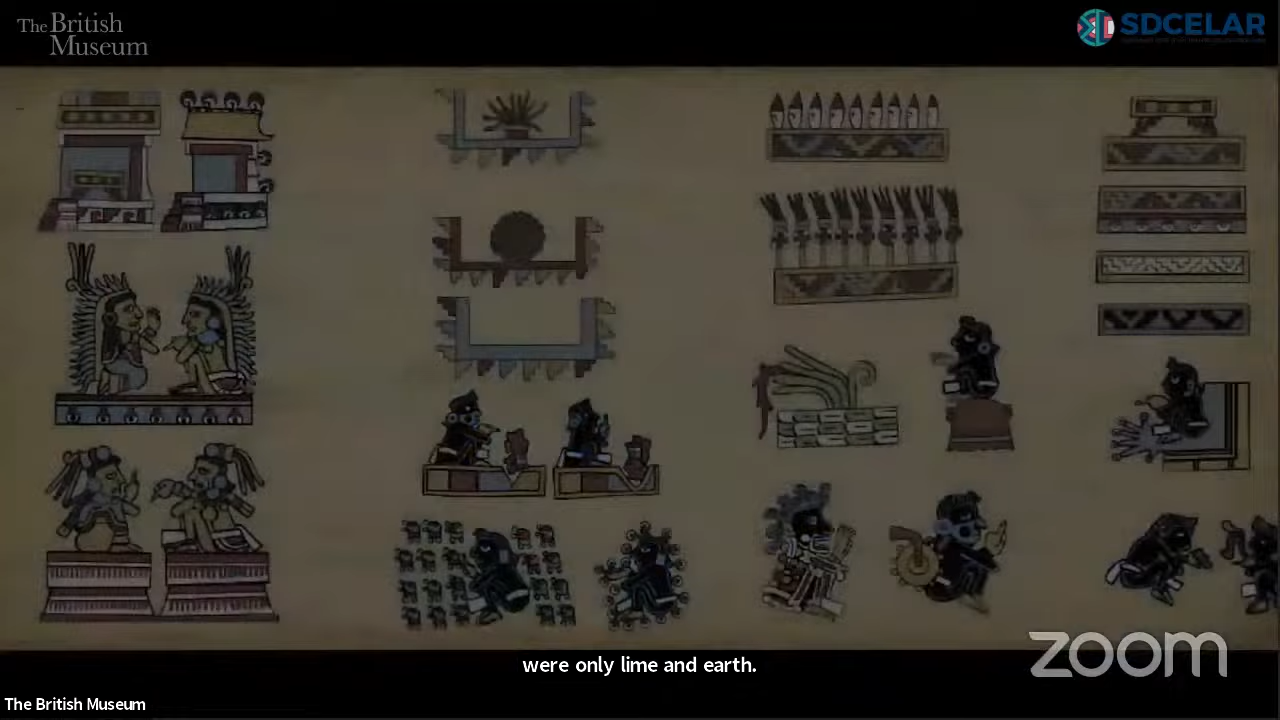 The British
Museum
SDCELAR
were only lime and earth.
zoom
The British Museum